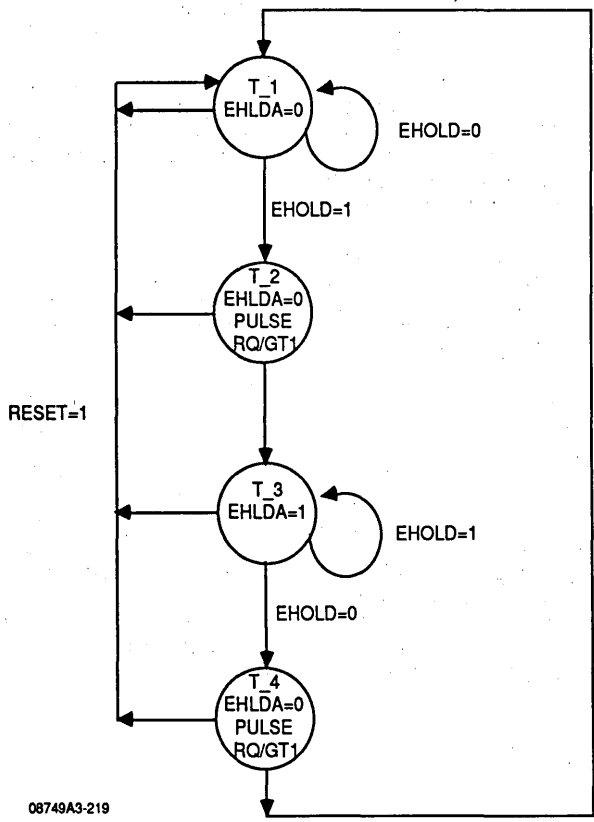 T_1
EHLDA=0
EHOLD=0
EHOLD=1
T_2
EHLDA=0
PULSE
RQ/GT1
RESET=1
T_3
EHLDA=1
EHOLD=1
EHOLD=0
T_4
EHLDA=0
PULSE
RQ/GT1
08749A3-219